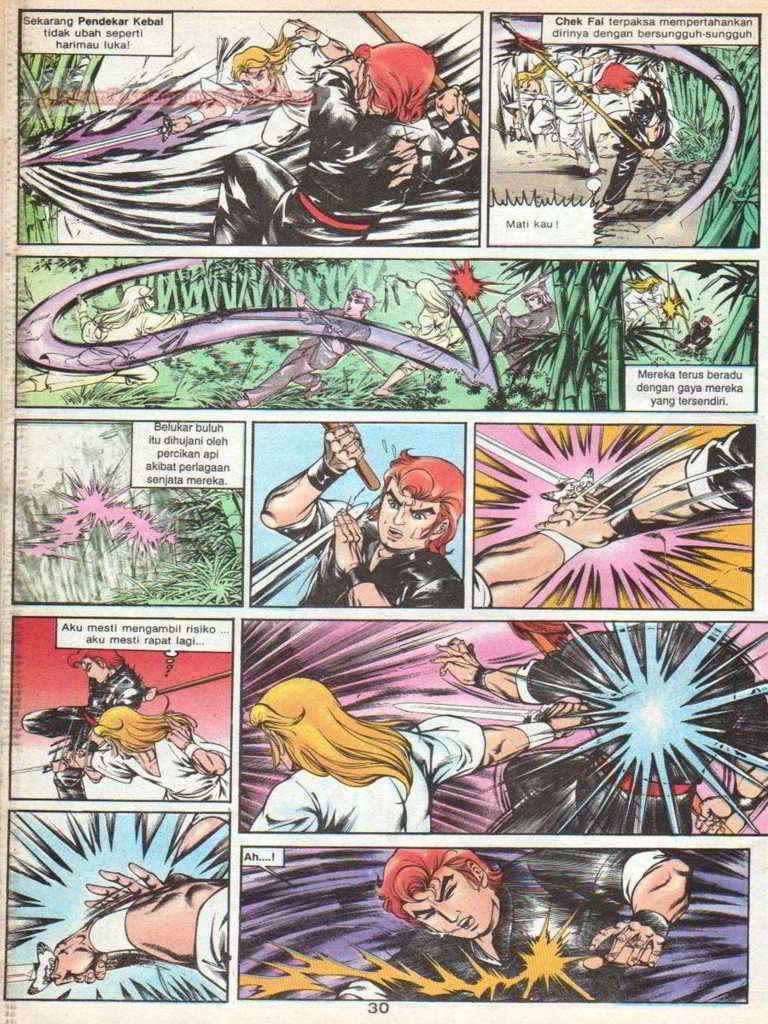 Sekarang Pendekar Kebal
tidak ubah seperti
harimau luka!
Chek Fai terpaksa mempertahankan
dirinya dengan bersungguh-sungguh
Mati kau !
Mereka terus beradu
dengan gaya mereka
yang tersendiri.
Belukar buluh
itu dihujani oleh
percikan api
akibat perlagaan
senjata mereka.
Aku mesti mengambil risiko ...
aku mesti rapat lagi...
Ah....!
30